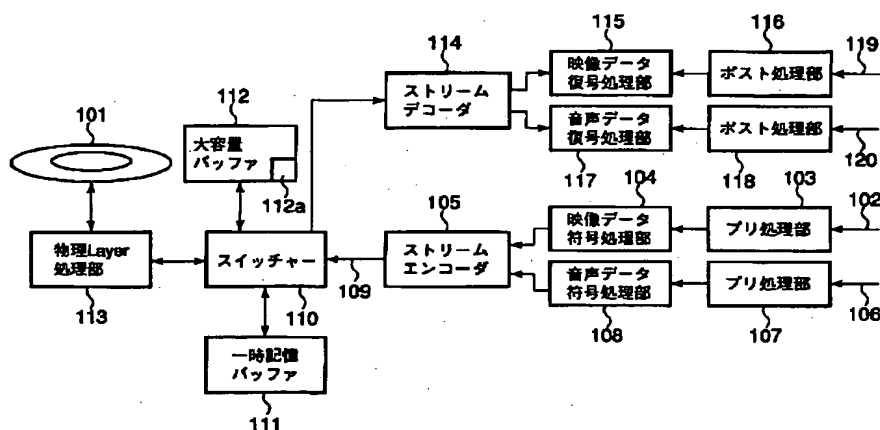 115
116
119
114
映像データ
復号処理部
ポスト処理部
112
ストリーム
デコーダ
101
大容量
バッファ
音声データ
復号処理部
ポスト処理部
120
112a
117
104
118
103
105
102
映像データ
符号処理部
プリ処理部
物理Layer
処理部
スイッチャー
ストリーム
エンコーダ
109
音声データ
符号処理部
プリ処理部
113
110
106
108
107
一時記憶
バッファ
111